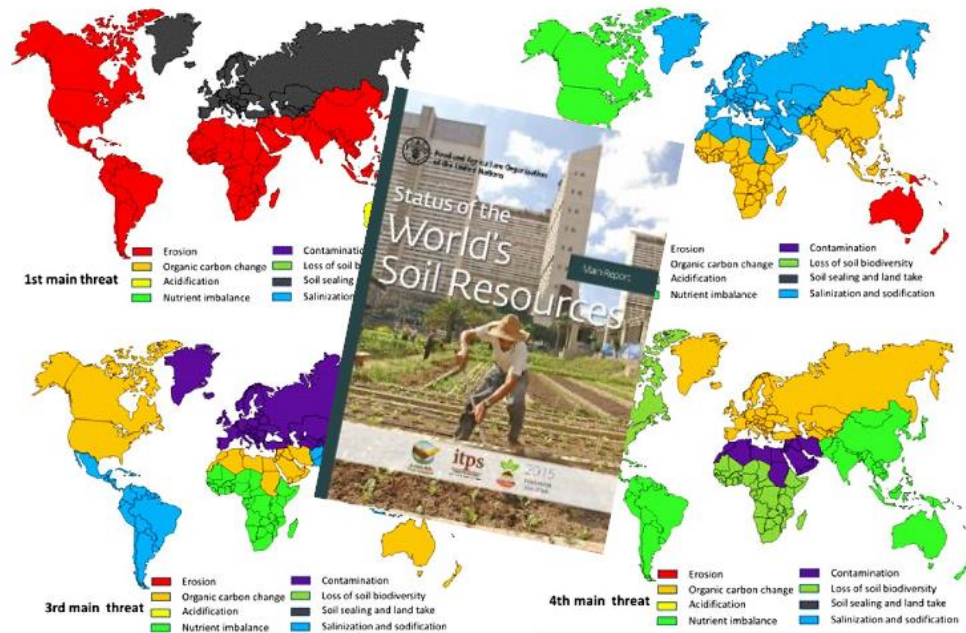 Food and Agriculture Organization
of the United Nations
Status of the
World's
Soil Resources
Main Report
itps
2015
1st main threat
Erosion
Organic carbon change
Acidification
Nutrient imbalance
Contamination
Loss of soil biodiversity
Soil sealing and land take
Salinization
Erosion
Organic carbon change
Acidification
Nutrient imbalance
Contamination
Loss of soil biodiversity
Soil sealing and land take
Salinization and sodification
3rd main threat
Erosion
Organic carbon change
Acidification
Nutrient imbalance
Contamination
Loss of soil biodiversity
Soil sealing and land take
Salinization and sodification
4th main threat
Erosion
Organic carbon change
Acidification
Nutrient imbalance
Contamination
Loss of soil biodiversity
Soil sealing and land take
Salinization and sodification